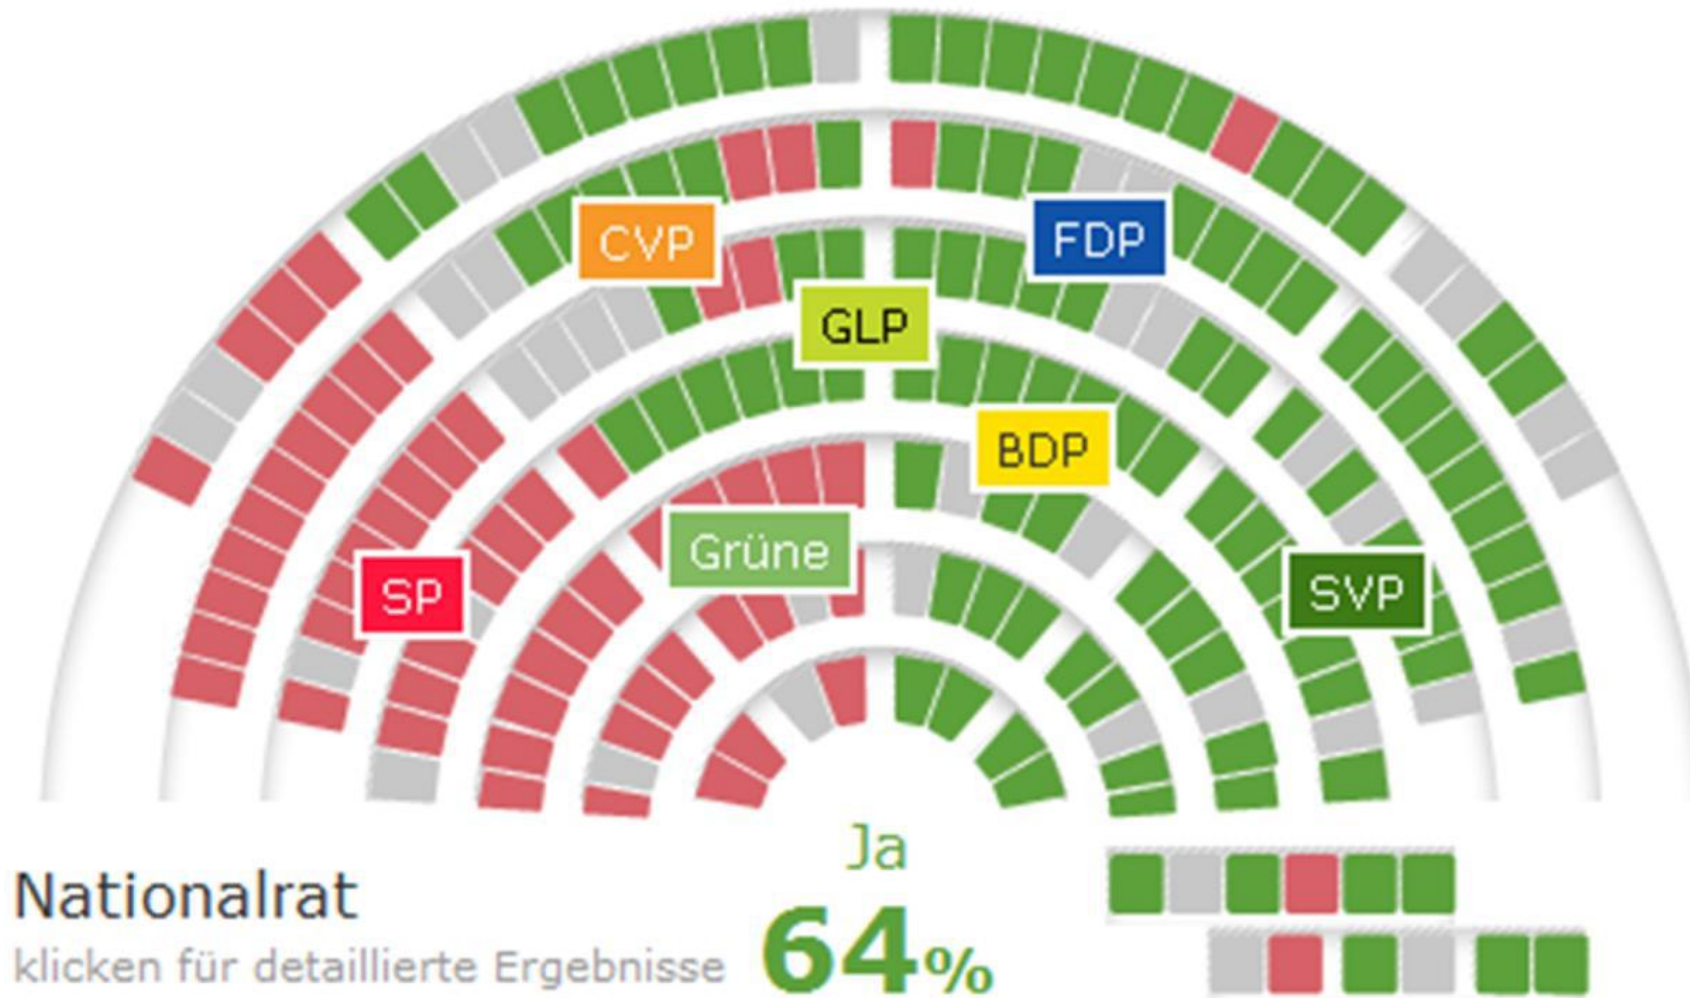 CVP
FDP
GLP
BDP
Grüne
SP
SVP
Ja
64%
Nationalrat
klicken für detaillierte Ergebnisse